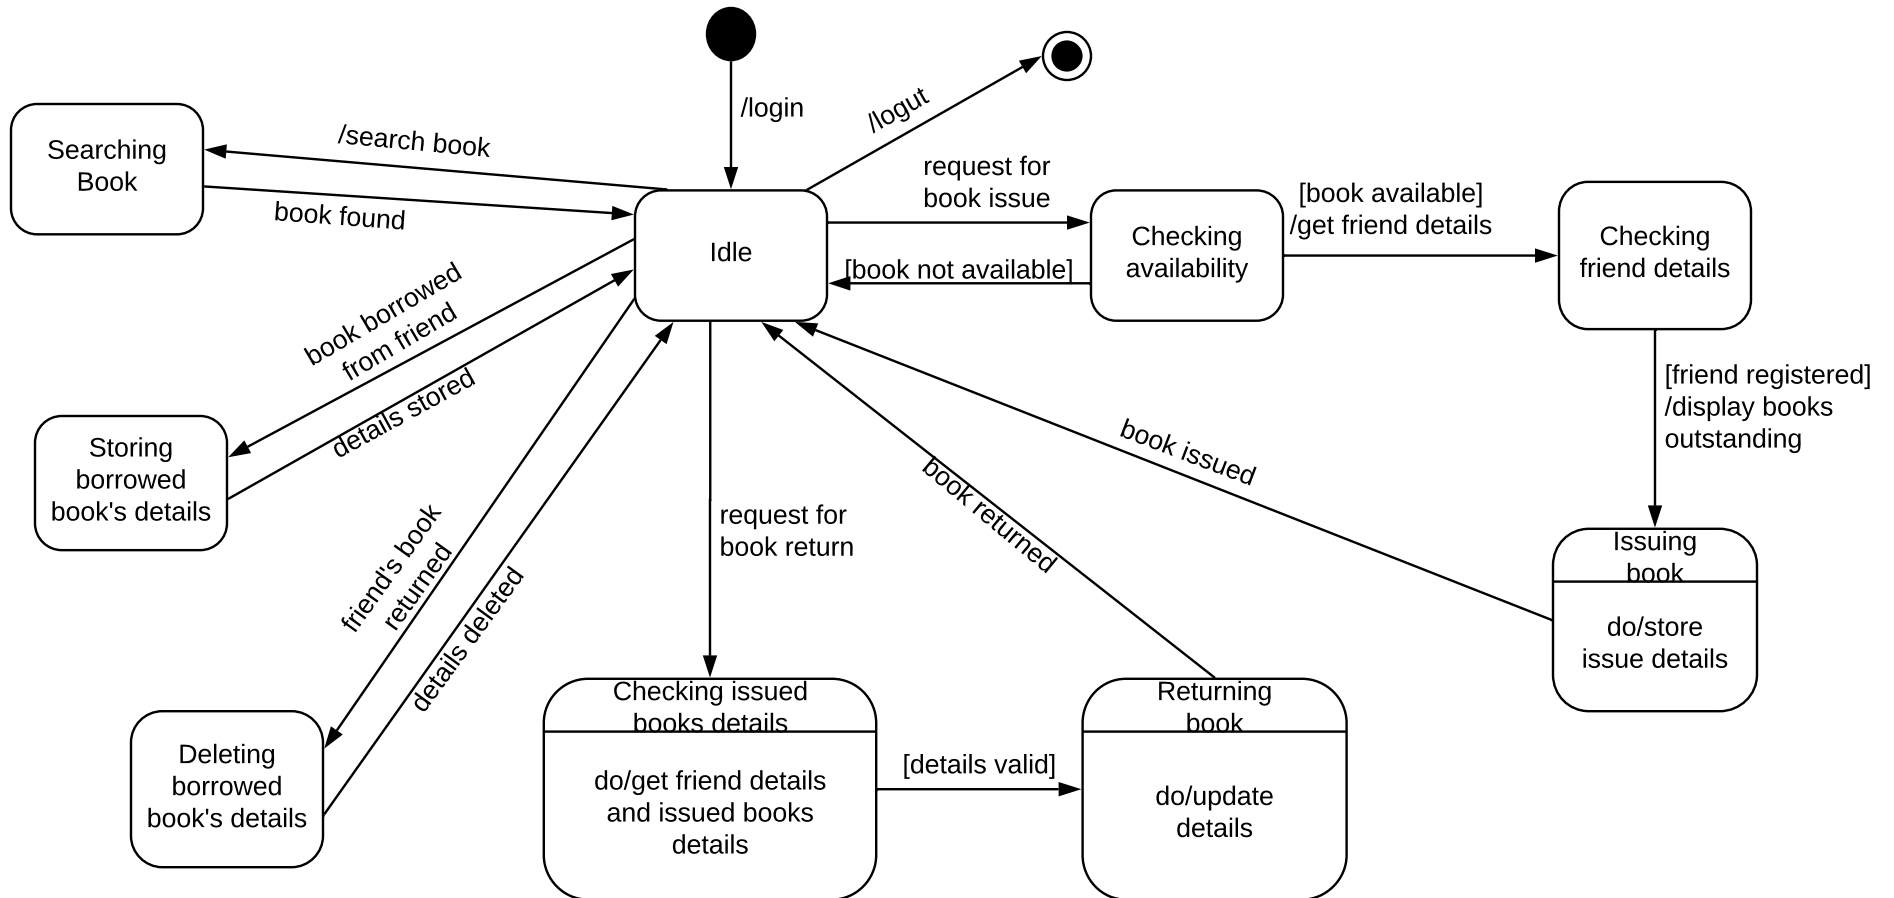 /login
/logut
/search book
book found
Searching
Book
Idle
request for
book issue
[book not available]
Checking
availability
[book available]
/get friend details
Checking
friend details
[friend registered]
/display books
outstanding
Issuing
book
do/store
issue details
book issued
book returned
request for
book return
book borrowed
from friend
details stored
Storing
borrowed
book's details
friend's book
returned
details deleted
Deleting
borrowed
book's details
Checking issued
books details
do/get friend details
and issued books
details
[details valid]
Returning
book
do/update
details